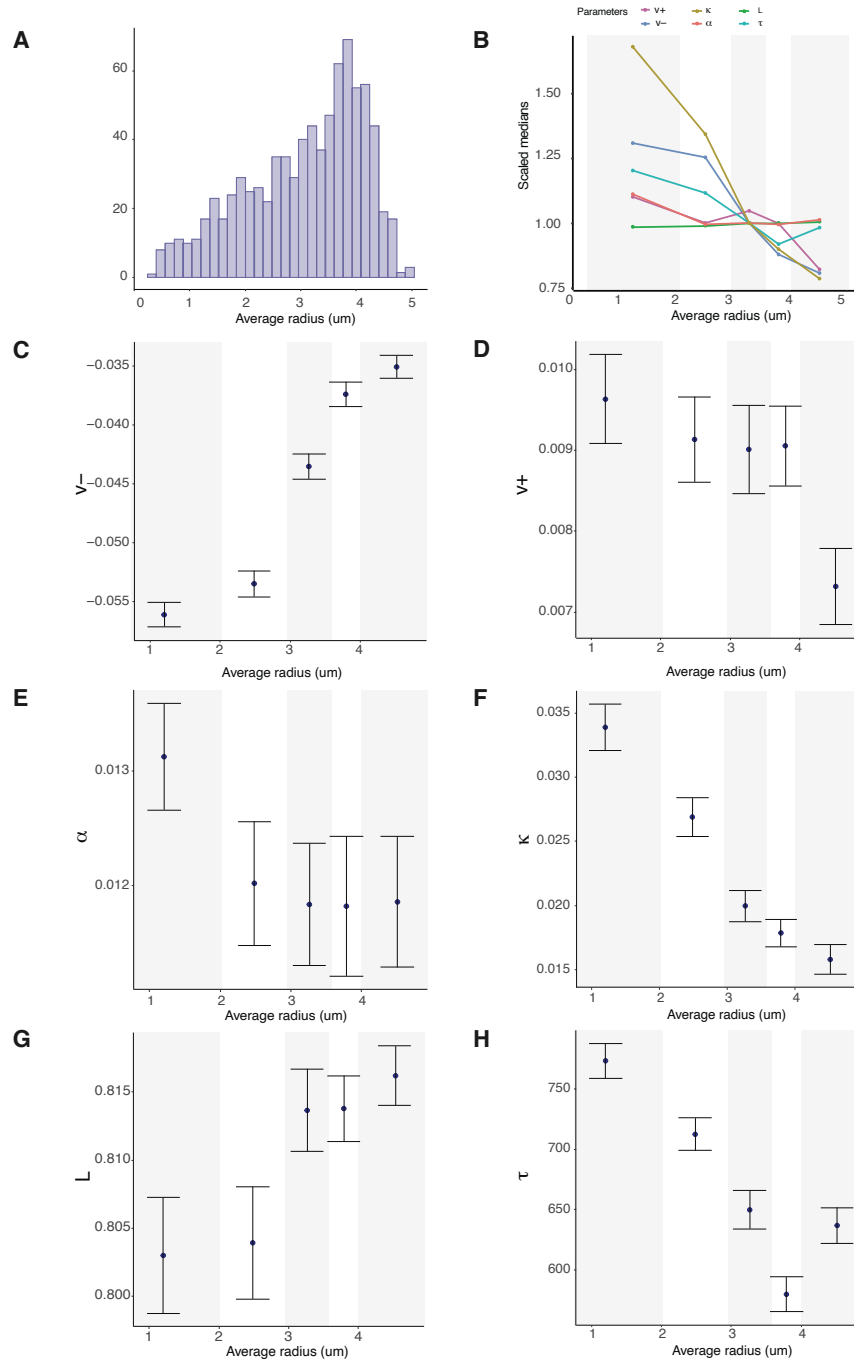 Parameters v+ κ L
v− α τ
A
60
40
20
0
0 1 2 3 4 5
Average radius (um)
B
Scaled medians
1.50
1.25
1.00
0.75
0 1 2 3 4 5
Average radius (um)
C
v−
−0.035
−0.040
−0.045
−0.050
−0.055
1 2 3 4
Average radius (um)
D
v+
0.010
0.009
0.008
0.007
1 2 3 4
Average radius (um)
E
α
0.013
0.012
1 2 3 4
Average radius (um)
F
κ
0.035
0.030
0.025
0.020
0.015
1 2 3 4
Average radius (um)
G
L
0.815
0.810
0.805
0.800
1 2 3 4
Average radius (um)
H
τ
750
700
650
600
1 2 3 4
Average radius (um)